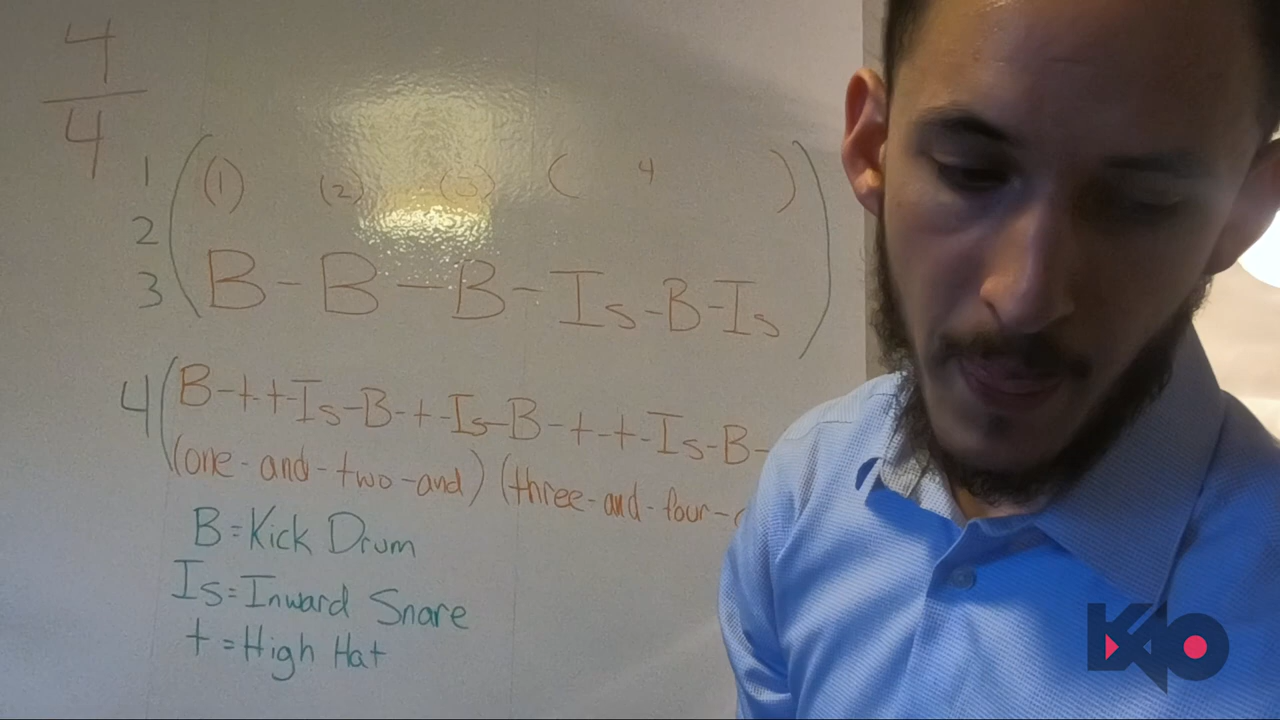 4
4
1 (1) (2) (3) ( 4 )
2
3 (B-B-B-Is-B-Is)
4 (B-t-t-Is-B-t-Is-B-t-t-Is-B-
(one-and-two-and) (three-and-four-
B=Kick Drum
Is=Inward Snare
t=High Hat